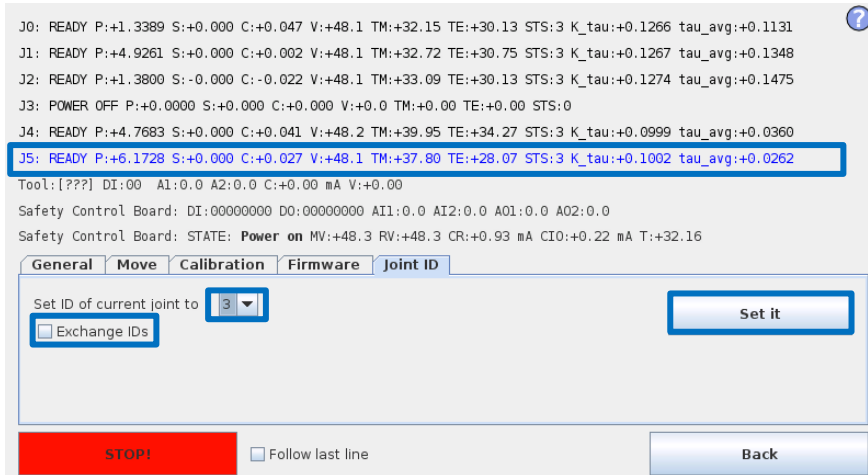 J0: READY P:+1.3389 S:+0.000 C:+0.047 V:+48.1 TM:+32.15 TE:+30.13 STS:3 K_tau:+0.1266 tau_avg:+0.1131
?
J1: READY P:+4.9261 S:+0.000 C:+0.002 V:+48.1 TM:+32.72 TE:+30.75 STS:3 K_tau:+0.1267 tau_avg:+0.1348
J2: READY P:+1.3800 S:-0.000 C:-0.022 V:+48.1 TM:+33.09 TE:+30.13 STS:3 K_tau:+0.1274 tau_avg:+0.1475
J3: POWER OFF P:+0.0000 S:+0.000 C:+0.000 V:+0.0 TM:+0.00 TE:+0.00 STS:0
J4: READY P:+4.7683 S:+0.000 C:+0.041 V:+48.2 TM:+39.95 TE:+34.27 STS:3 K_tau:+0.0999 tau_avg:+0.0360
J5: READY P:+6.1728 S:+0.000 C:+0.027 V:+48.1 TM:+37.80 TE:+28.07 STS:3 K_tau:+0.1002 tau_avg:+0.0262
Tool:[???] DI:00 A1:0.0 A2:0.0 C:+0.00 mA V:+0.00
Safety Control Board: DI:00000000 DO:00000000 AI1:0.0 AI2:0.0 AO1:0.0 AO2:0.0
Safety Control Board: STATE: Power on MV:+48.3 RV:+48.3 CR:+0.93 mA CIO:+0.22 mA T:+32.16
General Move Calibration Firmware Joint ID
Set ID of current joint to 3
Set it
Exchange IDs
STOP! Follow last line Back